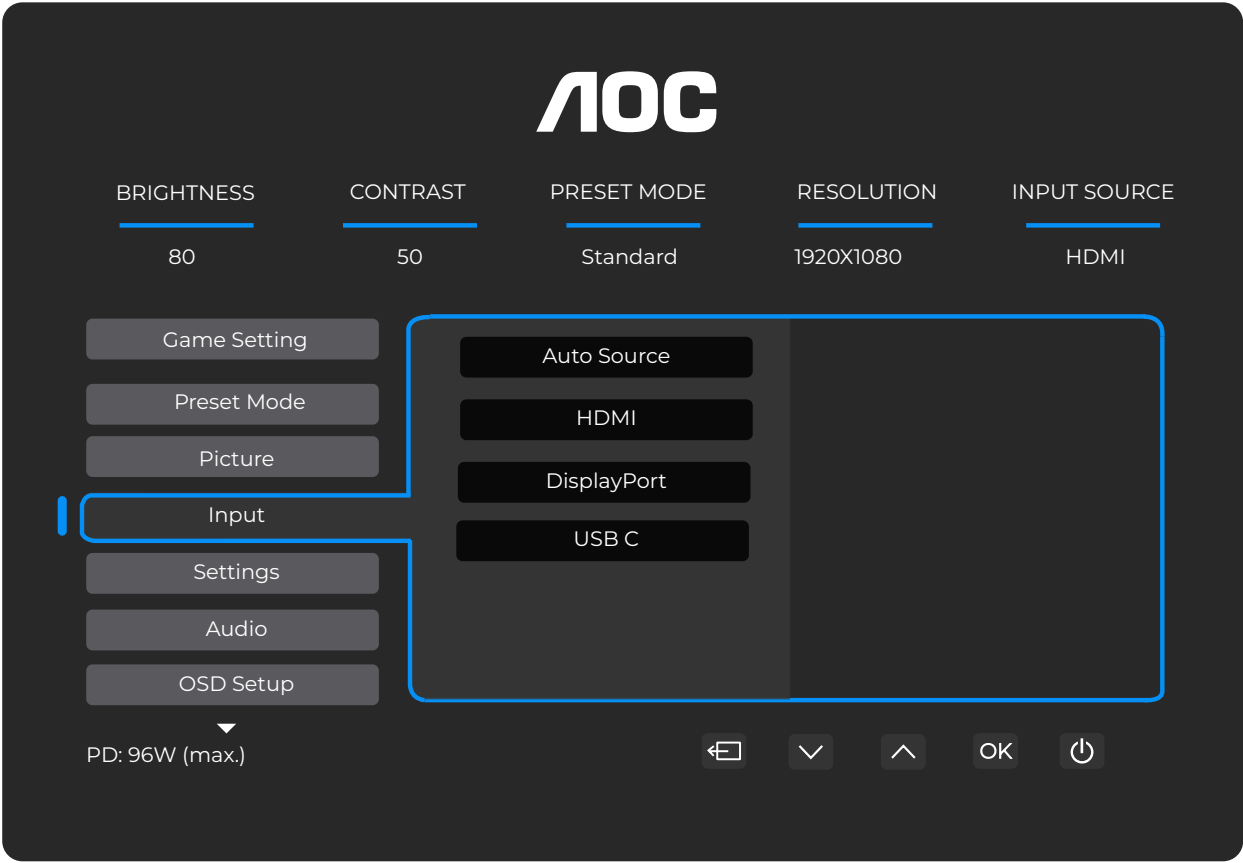 AOC
BRIGHTNESS CONTRAST PRESET MODE RESOLUTION INPUT SOURCE
80 50 Standard 1920X1080 HDMI
Game Setting
Preset Mode
Picture
Input
Settings
Audio
OSD Setup
PD: 96W (max.)
Auto Source
HDMI
DisplayPort
USB C
OK